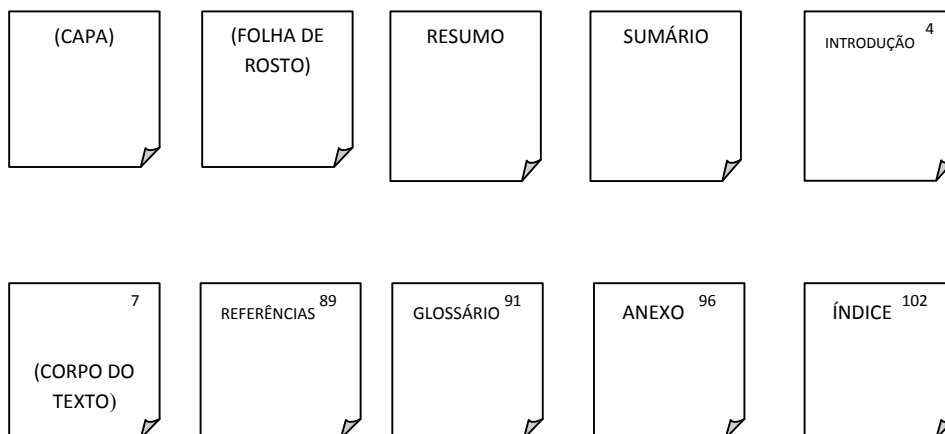 (CAPA)
(FOLHA DE
ROSTO)
RESUMO
SUMÁRIO
INTRODUÇÃO 4
7
(CORPO DO
TEXTO)
REFERÊNCIAS 89
GLOSSÁRIO 91
ANEXO 96
ÍNDICE 102